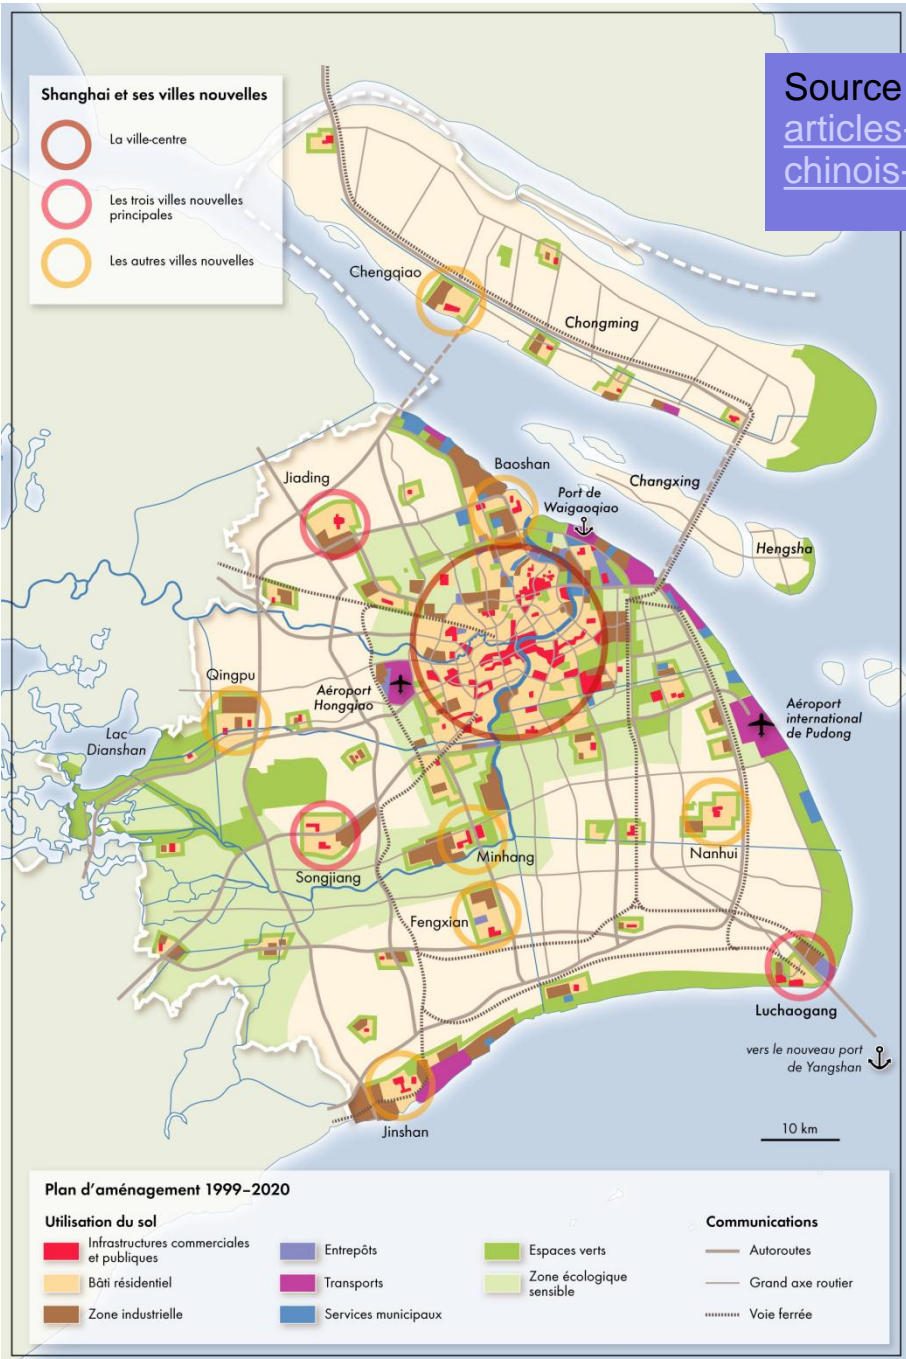 Shanghai et ses villes nouvelles
La ville-centre
Les trois villes nouvelles
principales
Les autres villes nouvelles
Source
articles-
chinois-
Chengqiao
Chongming
Jiading
Baoshan
Port de
Waigaoqiao
Changxing
Hengsha
Qingpu
Aéroport
Hongqiao
Lac
Dianshan
Aéroport
international
de Pudong
Songjiang
Minhang
Nanhui
Fengxian
Luchaogang
vers le nouveau port
de Yangshan
Jinshan
10 km
Plan d'aménagement 1999–2020
Utilisation du sol
Infrastructures commerciales
et publiques
Bâti résidentiel
Zone industrielle
Entrepôts
Transports
Services municipaux
Espaces verts
Zone écologique
sensible
Communications
Autoroutes
Grand axe routier
Voie ferrée